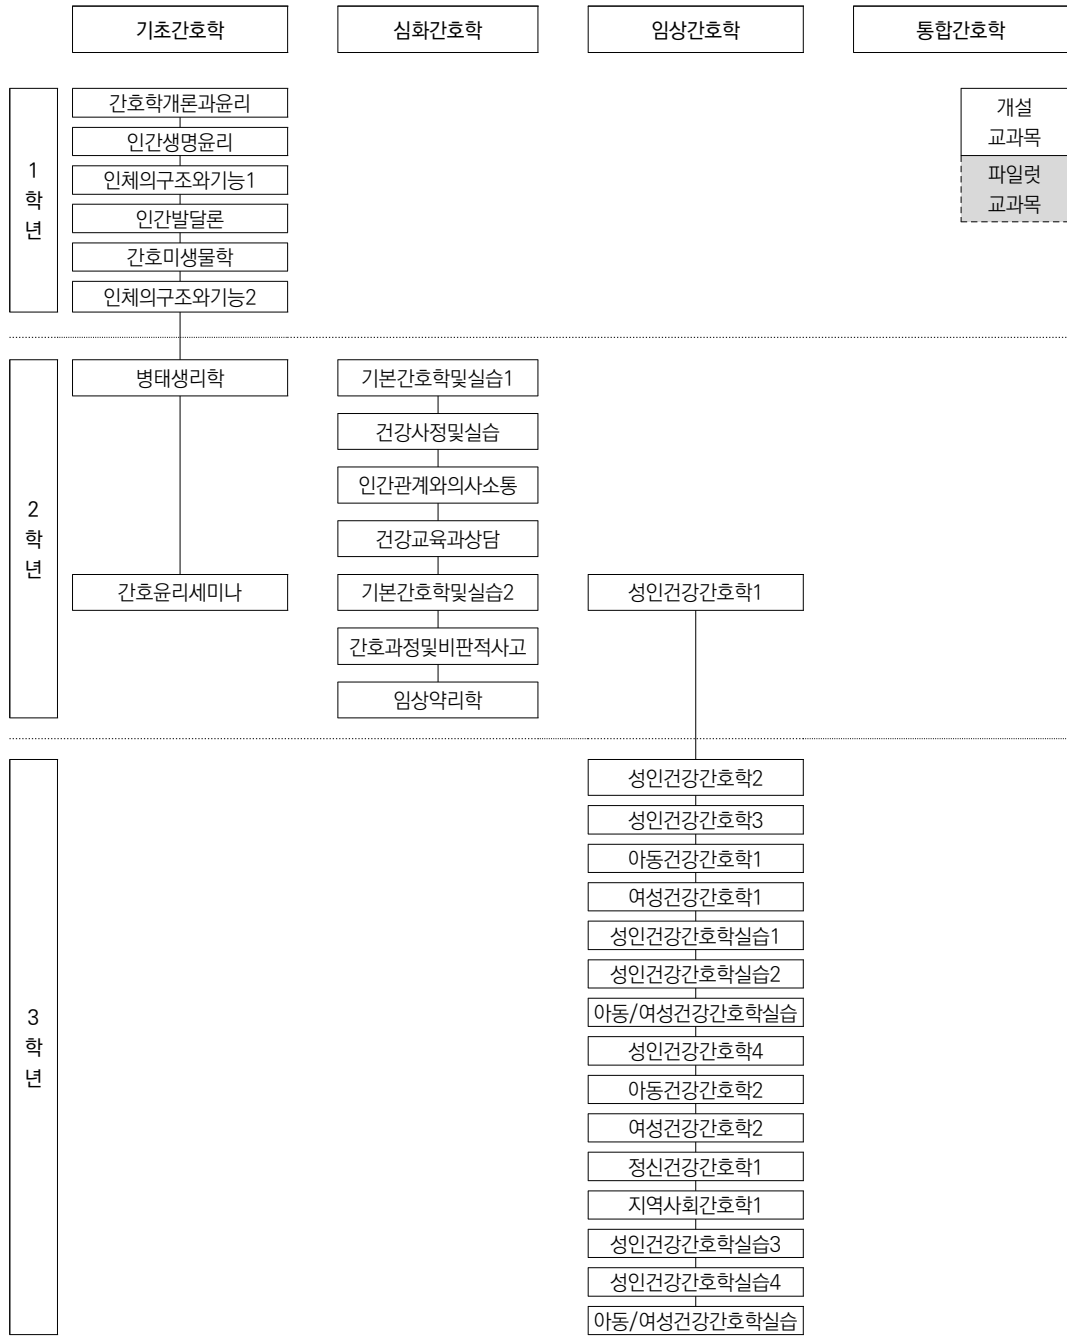 기초간호학
심화간호학
임상간호학
통합간호학
개설
교과목
파일럿
교과목
1
학
년
간호학개론과윤리
인간생명윤리
인체의구조와기능1
인간발달론
간호미생물학
인체의구조와기능2
2
학
년
병태생리학
간호윤리세미나
기본간호학및실습1
건강사정및실습
인간관계와의사소통
건강교육과상담
기본간호학및실습2
간호과정및비판적사고
임상약리학
성인건강간호학1
3
학
년
성인건강간호학2
성인건강간호학3
아동건강간호학1
여성건강간호학1
성인건강간호학실습1
성인건강간호학실습2
아동/여성건강간호학실습
성인건강간호학4
아동건강간호학2
여성건강간호학2
정신건강간호학1
지역사회간호학1
성인건강간호학실습3
성인건강간호학실습4
아동/여성건강간호학실습